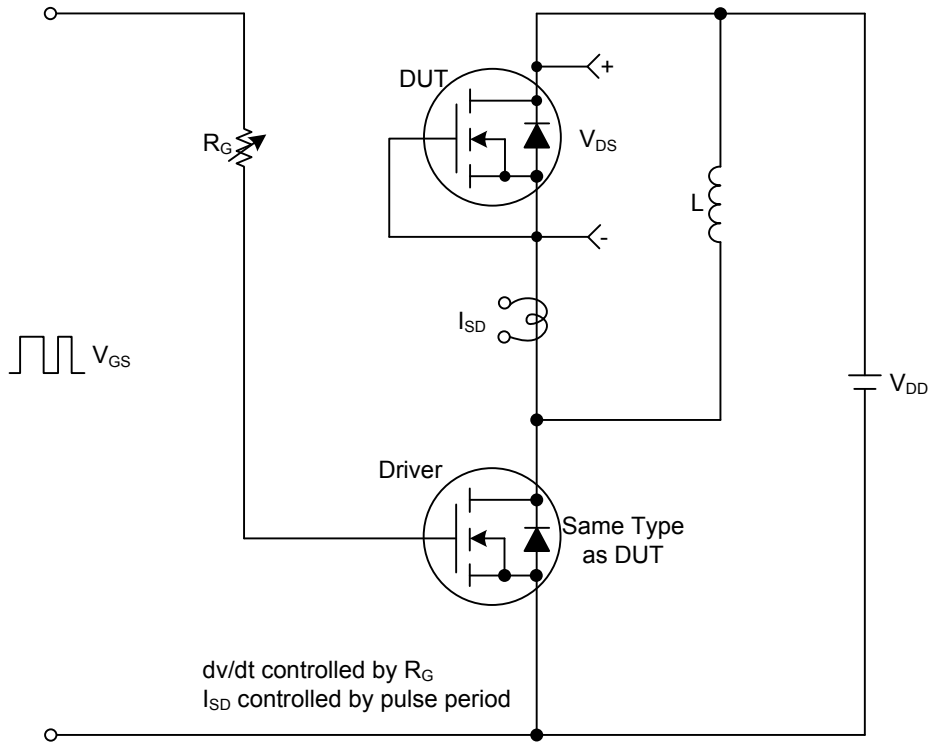 DUT
+
R_G
V_DS
L
-
I_SD
V_GS
V_DD
Driver
Same Type
as DUT
dv/dt controlled by R_G
I_SD controlled by pulse period